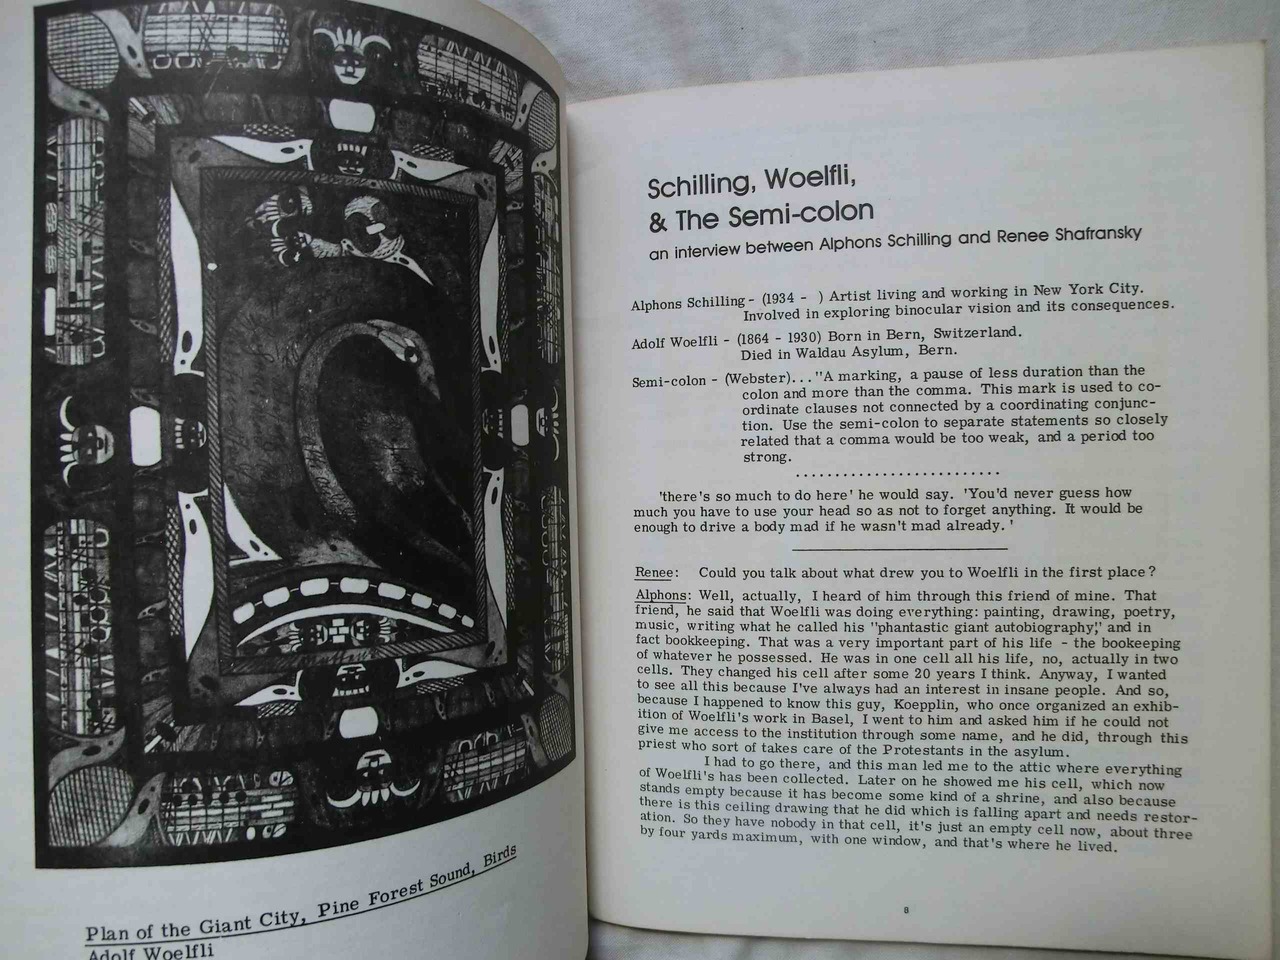 Plan of the Giant City, Pine Forest Sound, Birds
Adolf Woelfli
Schilling, Woelfli,
& The Semi-colon
an interview between Alphons Schilling and Renee Shafransky
Alphons Schilling - (1934 - ) Artist living and working in New York City.
Involved in exploring binocular vision and its consequences.
Adolf Woelfli - (1864 - 1930) Born in Bern, Switzerland.
Died in Waldau Asylum, Bern.
Semi-colon - (Webster)... "A marking, a pause of less duration than the
colon and more than the comma. This mark is used to co-
ordinate clauses not connected by a coordinating conjunc-
tion. Use the semi-colon to separate statements so closely
related that a comma would be too weak, and a period too
strong.
.........................
'there's so much to do here' he would say. 'You'd never guess how
much you have to use your head so as not to forget anything. It would be
enough to drive a body mad if he wasn't mad already. '
Renee: Could you talk about what drew you to Woelfli in the first place?
Alphons: Well, actually, I heard of him through this friend of mine. That
friend, he said that Woelfli was doing everything: painting, drawing, poetry,
music, writing what he called his "phantastic giant autobiography," and in
fact bookkeeping. That was a very important part of his life - the bookeeping
of whatever he possessed. He was in one cell all his life, no, actually in two
cells. They changed his cell after some 20 years I think. Anyway, I wanted
to see all this because I've always had an interest in insane people. And so,
because I happened to know this guy, Koepplin, who once organized an exhib-
ition of Woelfli's work in Basel, I went to him and asked him if he could not
give me access to the institution through some name, and he did, through this
priest who sort of takes care of the Protestants in the asylum.
I had to go there, and this man led me to the attic where everything
of Woelfli's has been collected. Later on he showed me his cell, which now
stands empty because it has become some kind of a shrine, and also because
there is this ceiling drawing that he did which is falling apart and needs restor-
ation. So they have nobody in that cell, it's just an empty cell now, about three
by four yards maximum, with one window, and that's where he lived.
8